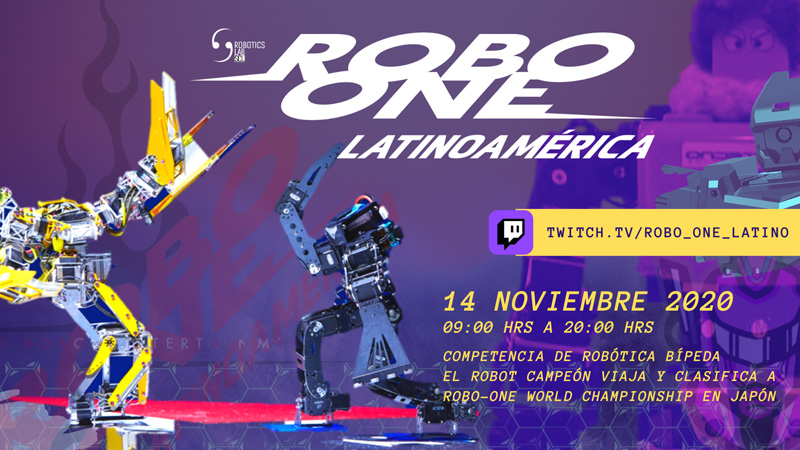 ROBOTICS
LAB
SCL
ROBO
ONE
LATINOAMÉRICA
TWITCH.TV/ROBO_ONE_LATINO
14 NOVIEMBRE 2020
09:00 HRS A 20:00 HRS
COMPETENCIA DE ROBÓTICA BÍPEDA
EL ROBOT CAMPEÓN VIAJA Y CLASIFICA A
ROBO-ONE WORLD CHAMPIONSHIP EN JAPÓN